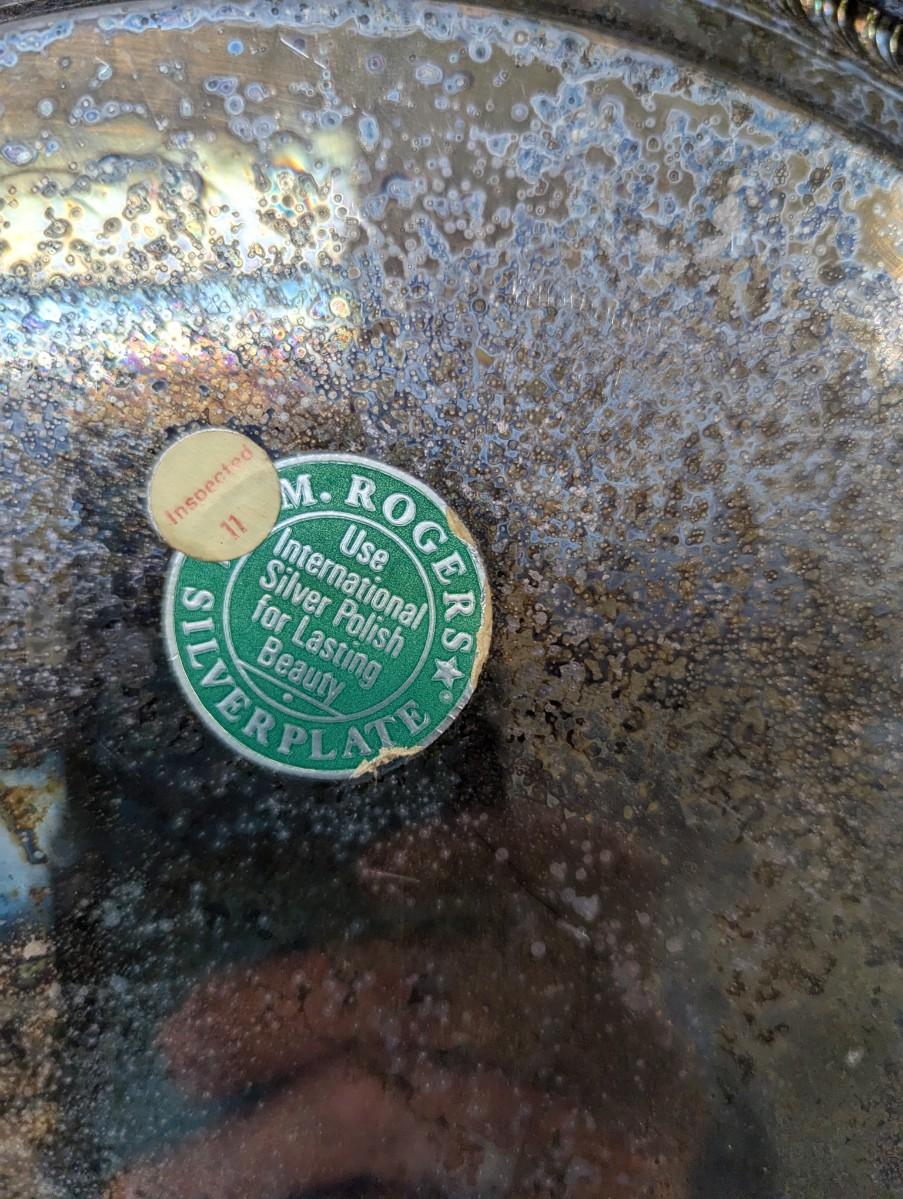 Inspected
11
M. ROGERS ★
Use
International
Silver Polish
for Lasting
Beauty
SILVERPLATE